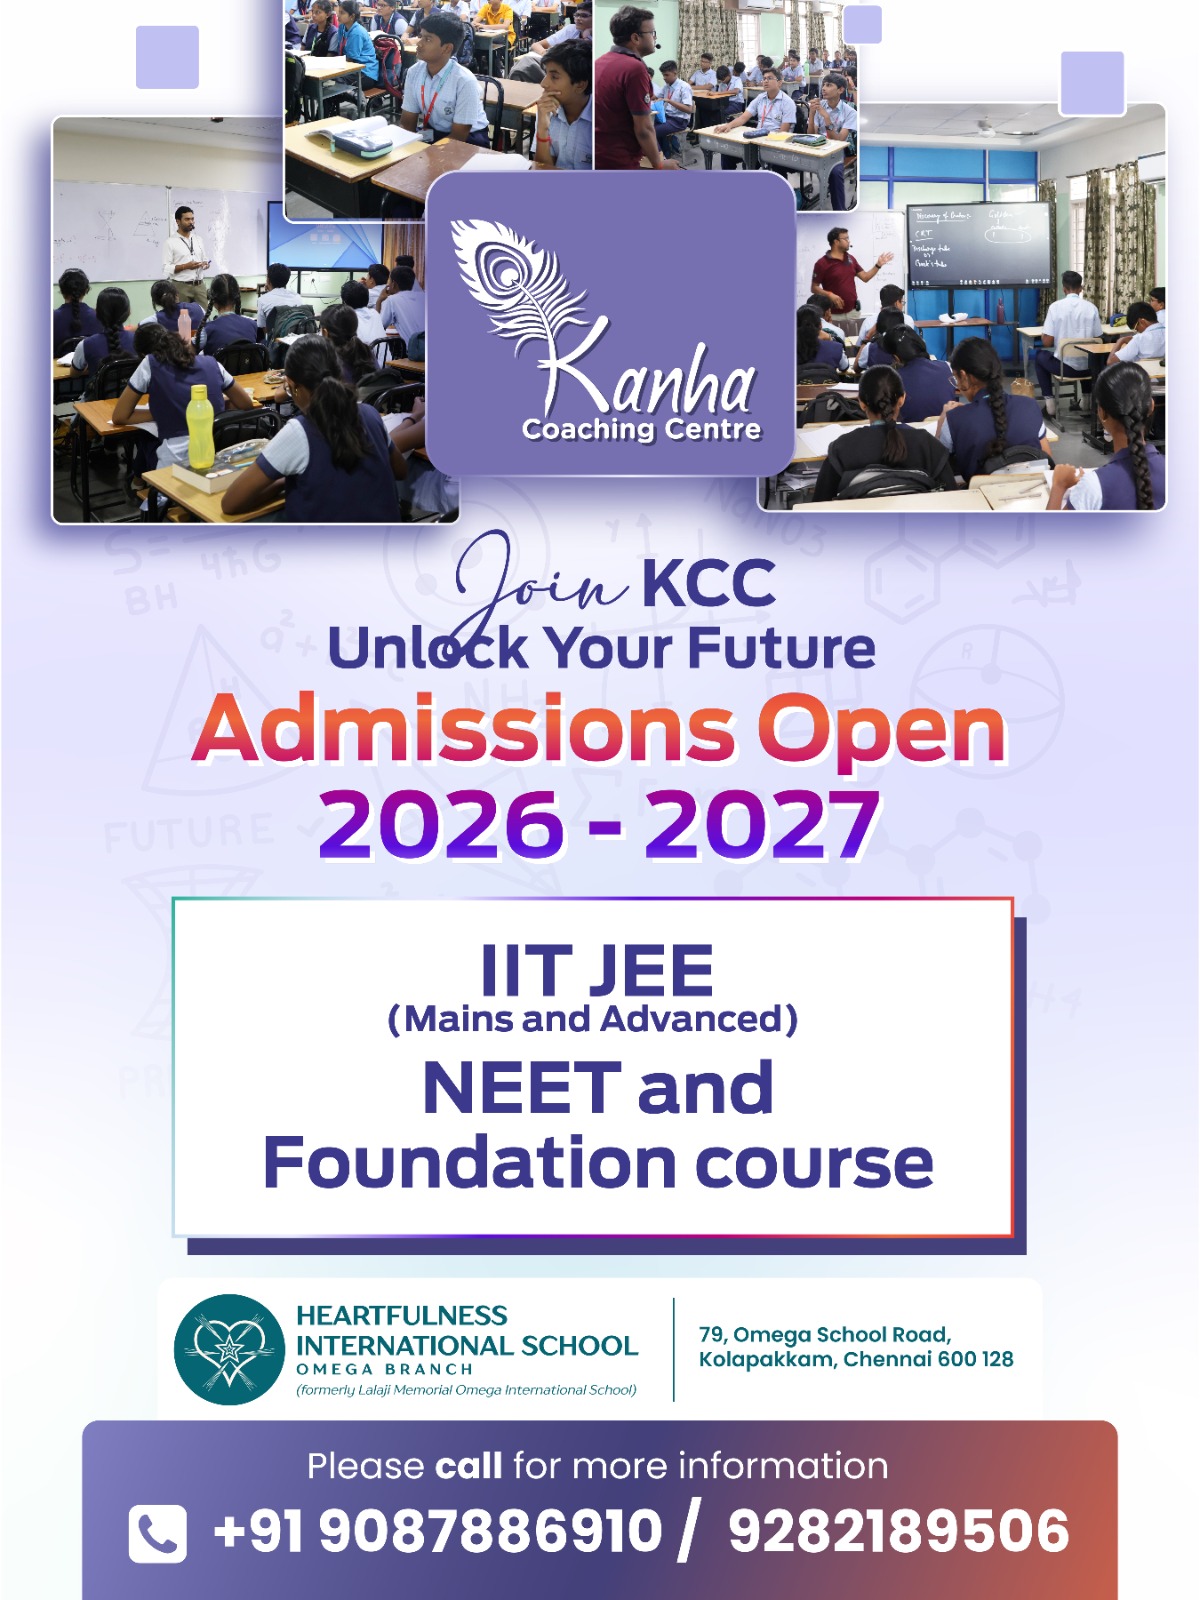 Kanha
Coaching Centre
Join KCC
Unlock Your Future
Admissions Open
2026 - 2027
IIT JEE
(Mains and Advanced)
NEET and
Foundation course
HEARTFULNESS
INTERNATIONAL SCHOOL
OMEGA BRANCH
(formerly Lalaji Memorial Omega International School)
79, Omega School Road,
Kolapakkam, Chennai 600 128
Please call for more information
+91 9087886910 / 9282189506